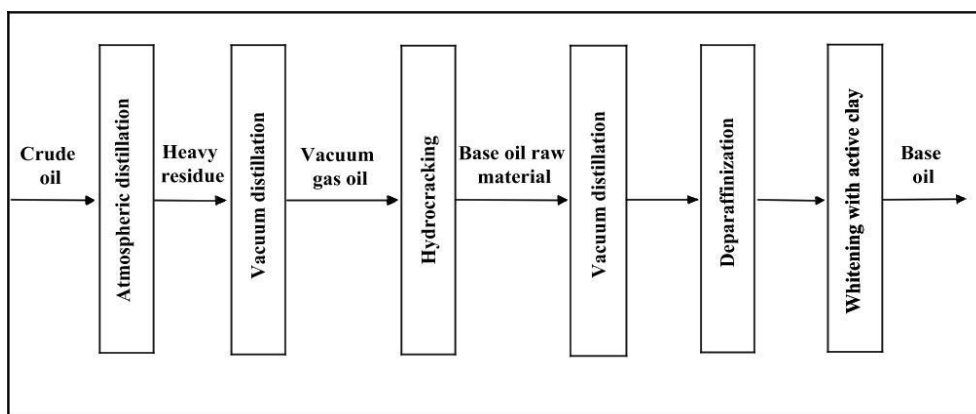 Crude
oil
Atmospheric distillation
Heavy
residue
Vacuum distillation
Vacuum
gas oil
Hydrocracking
Base oil raw
material
Vacuum distillation
Deparaffinization
Whitening with active clay
Base
oil